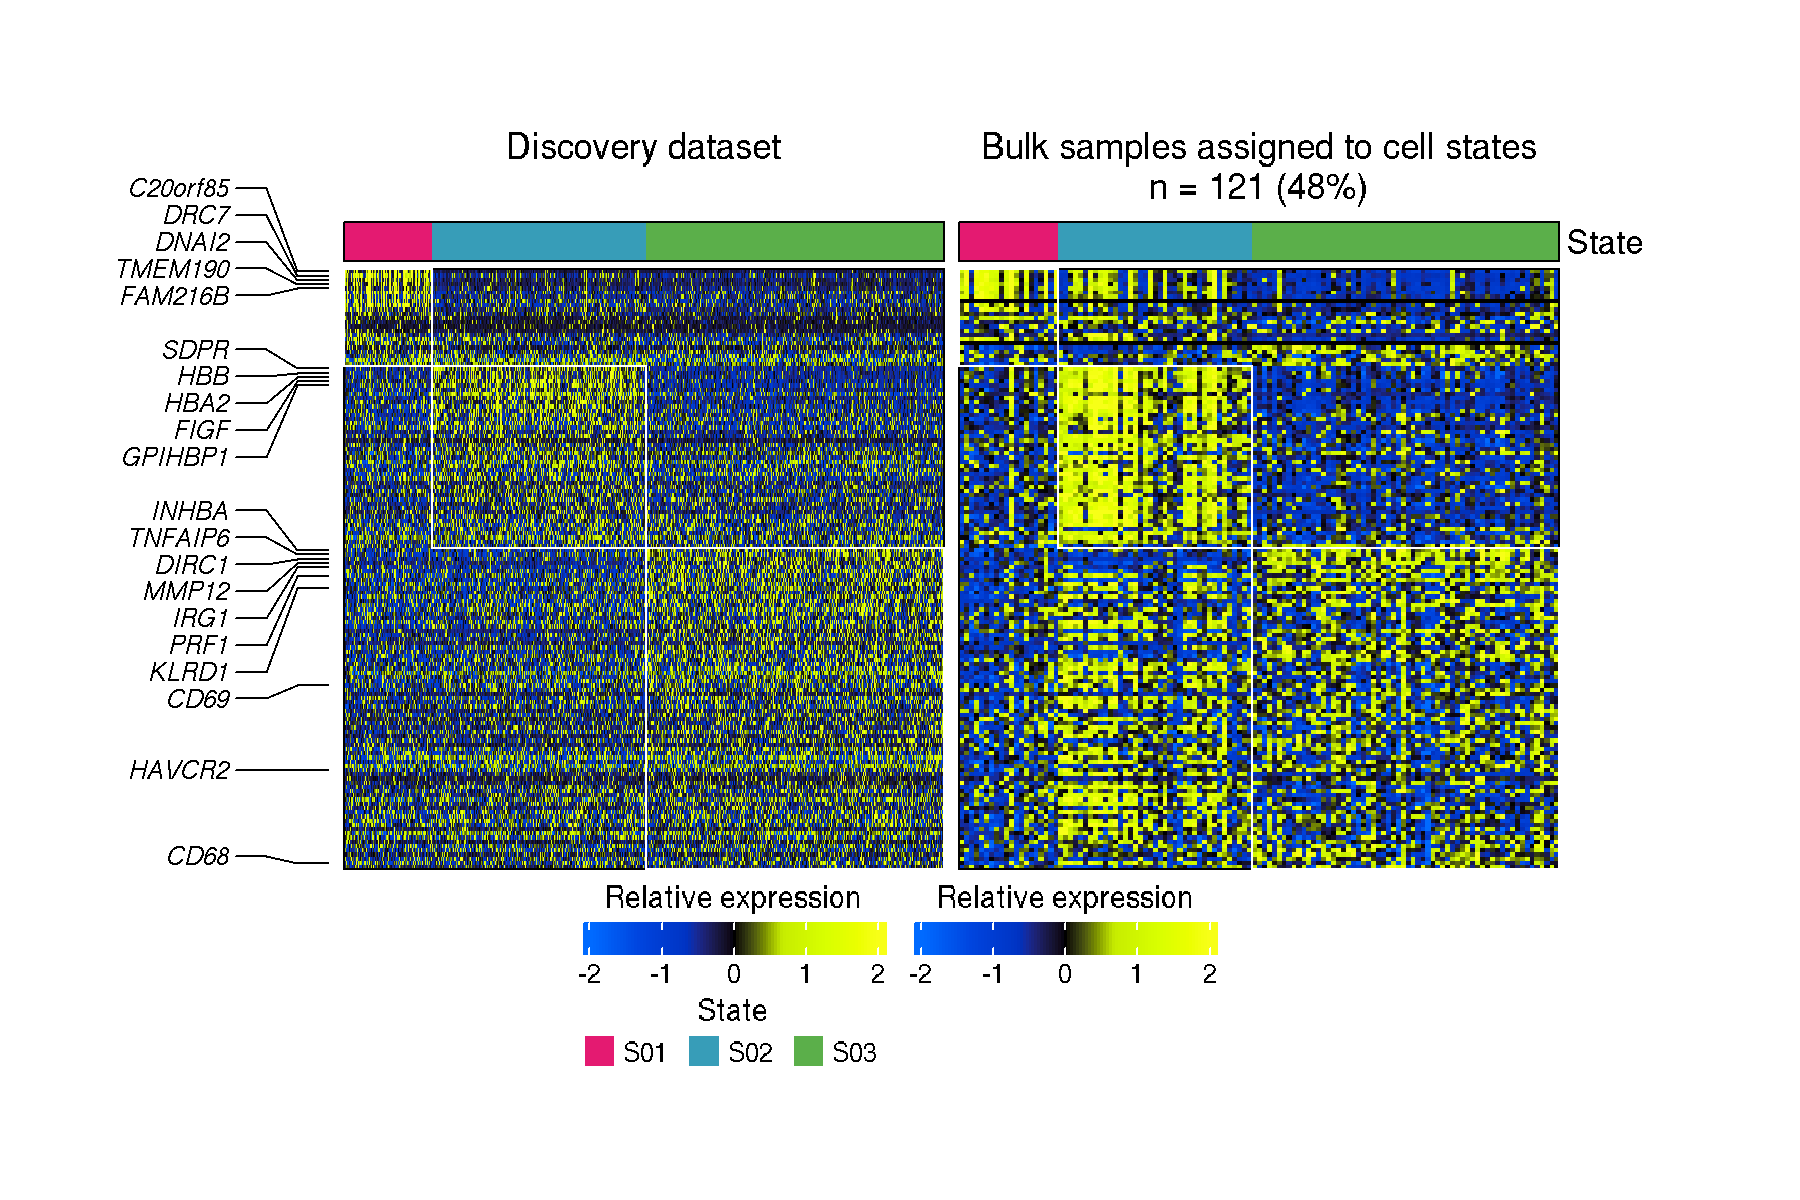 Discovery dataset
Bulk samples assigned to cell states
n = 121 (48%)
State
C20orf85
DRC7
DNAI2
TMEM190
FAM216B
SDPR
HBB
HBA2
FIGF
GPIHBP1
INHBA
TNFAIP6
DIRC1
MMP12
IRG1
PRF1
KLRD1
CD69
HAVCR2
CD68
Relative expression
-2 -1 0 1 2
Relative expression
-2 -1 0 1 2
State
S01 S02 S03